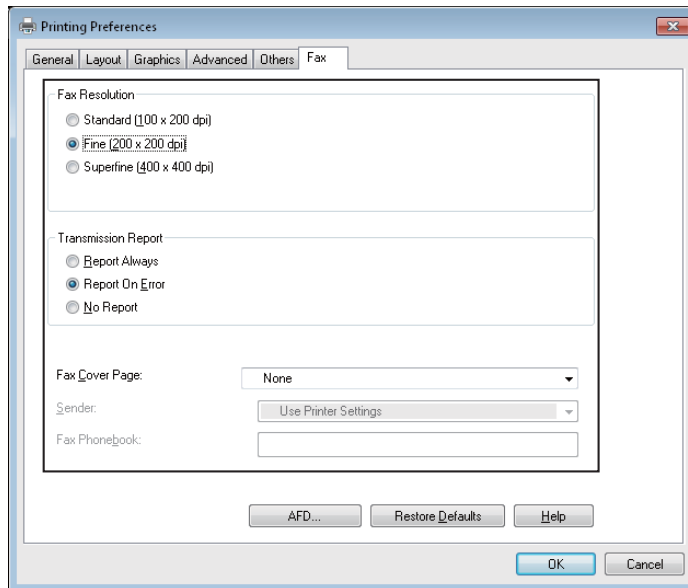 Printing Preferences
General Layout Graphics Advanced Others Fax
Fax Resolution
Standard (100 x 200 dpi)
Fine (200 x 200 dpi)
Superfine (400 x 400 dpi)
Transmission Report
Report Always
Report On Error
No Report
Fax Cover Page: None
Sender: Use Printer Settings
Fax Phonebook:
AFD... Restore Defaults Help
OK Cancel